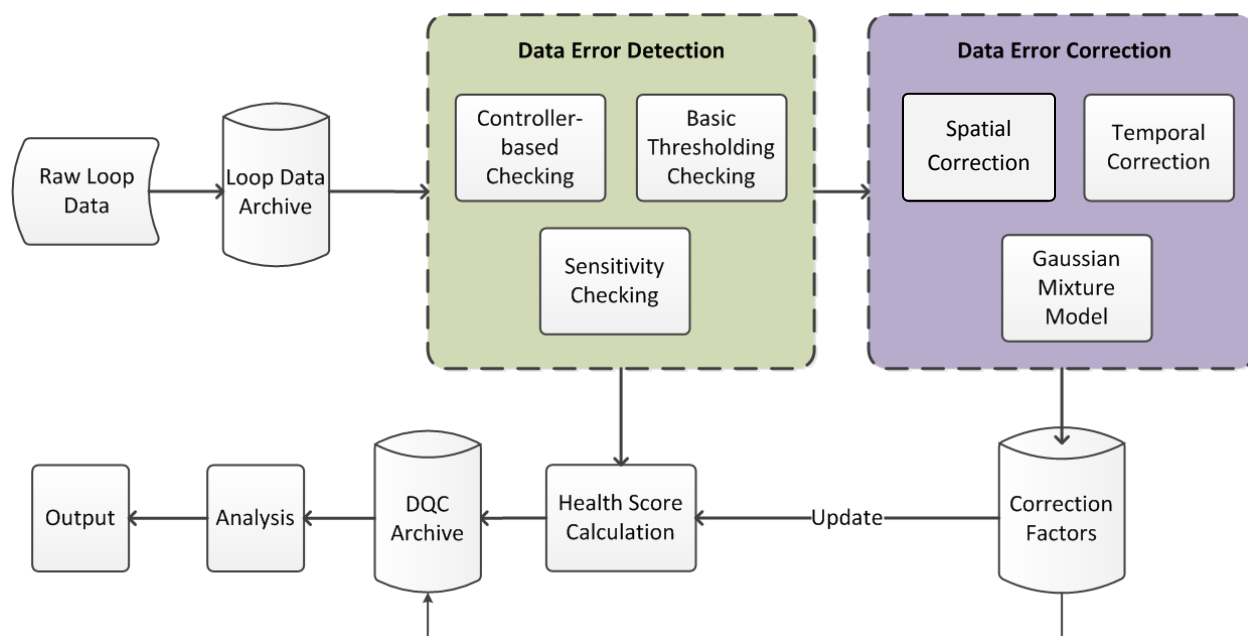 Data Error Detection
Data Error Correction
Controller-
based
Checking
Basic
Thresholding
Checking
Spatial
Correction
Temporal
Correction
Raw Loop
Data
Loop Data
Archive
Sensitivity
Checking
Gaussian
Mixture
Model
Output
Analysis
DQC
Archive
Health Score
Calculation
Update
Correction
Factors